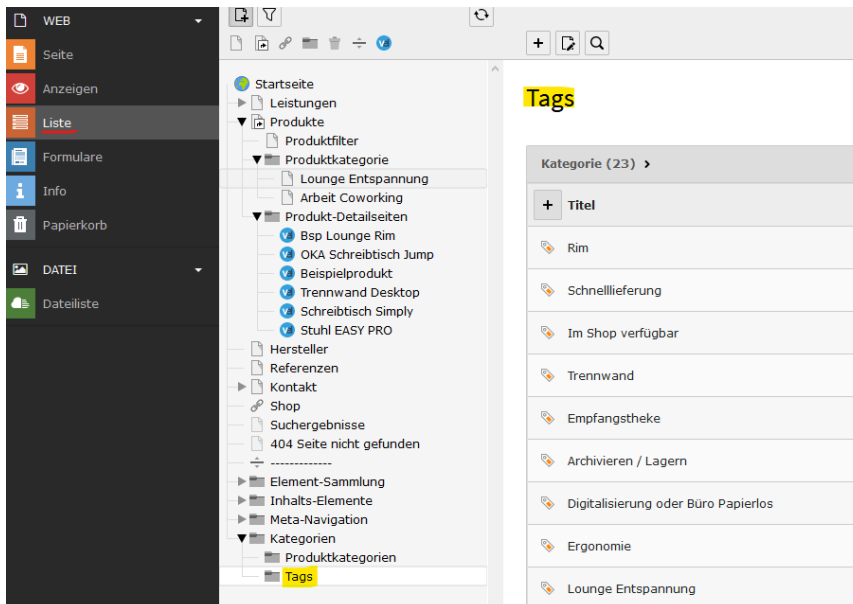 WEB
Seite
Anzeigen
Liste
Formulare
Info
Papierkorb
DATEI
Dateiliste
Startseite
Leistungen
Produkte
Produktfilter
Produktkategorie
Lounge Entspannung
Arbeit Coworking
Produkt-Detailseiten
Bsp Lounge Rim
OKA Schreibtisch Jump
Beispielprodukt
Trennwand Desktop
Schreibtisch Simply
Stuhl EASY PRO
Hersteller
Referenzen
Kontakt
Shop
Suchergebnisse
404 Seite nicht gefunden
-------------
Element-Sammlung
Inhalts-Elemente
Meta-Navigation
Kategorien
Produktkategorien
Tags
Tags
Kategorie (23)
Titel
Rim
Schnelllieferung
Im Shop verfügbar
Trennwand
Empfangstheke
Archivieren / Lagern
Digitalisierung oder Büro Papierlos
Ergonomie
Lounge Entspannung